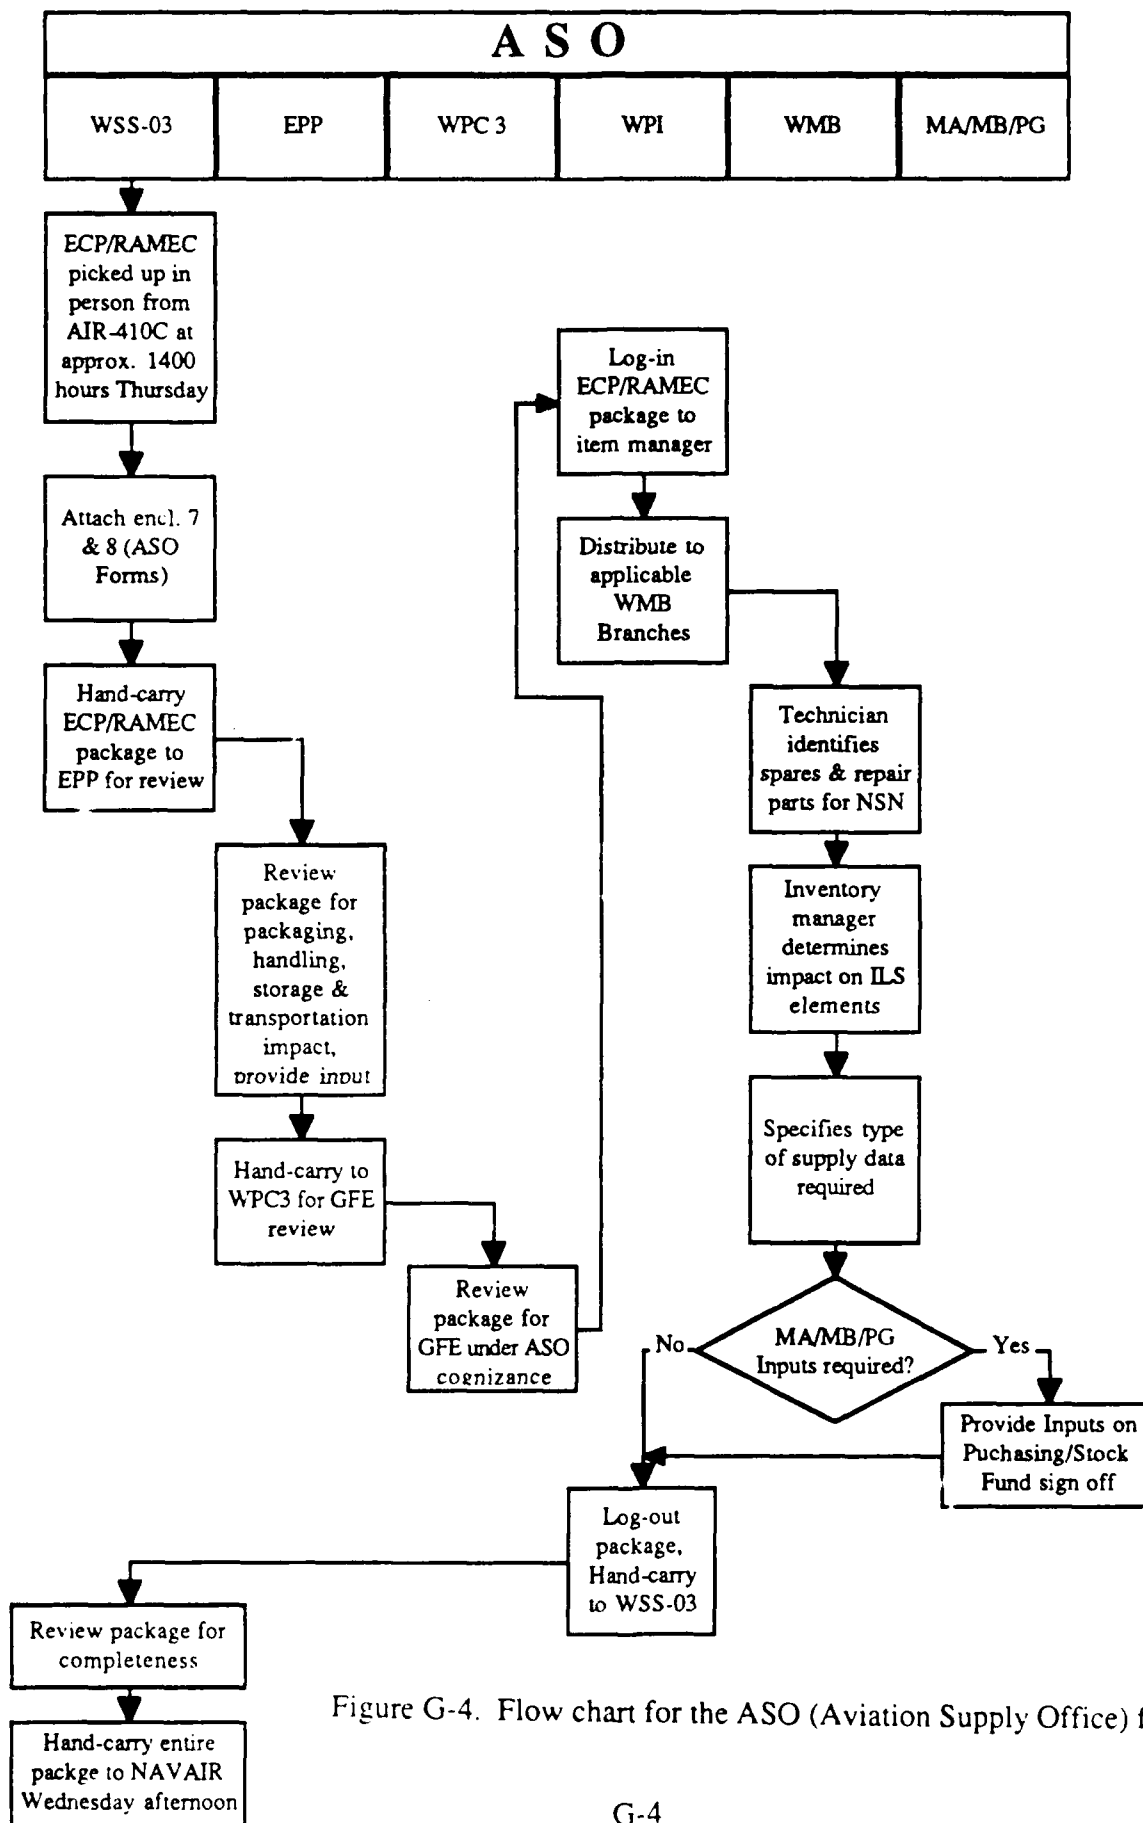 A S O
WSS-03
EPP
WPC 3
WPI
WMB
MA/MB/PG
ECP/RAMEC
picked up in
person from
AIR-410C at
approx. 1400
hours Thursday
Attach encl. 7
& 8 (ASO
Forms)
Hand-carry
ECP/RAMEC
package to
EPP for review
Review
package for
packaging,
handling,
storage &
transportation
impact,
provide input
Hand-carry to
WPC3 for GFE
review
Review
package for
GFE under ASO
cognizance
Log-in
ECP/RAMEC
package to
item manager
Distribute to
applicable
WMB
Branches
Technician
identifies
spares & repair
parts for NSN
Inventory
manager
determines
impact on ILS
elements
Specifies type
of supply data
required
MA/MB/PG
Inputs required?
No
Yes
Provide Inputs on
Puchasing/Stock
Fund sign off
Log-out
package,
Hand-carry
to WSS-03
Review package for
completeness
Hand-carry entire
packge to NAVAIR
Wednesday afternoon
Figure G-4. Flow chart for the ASO (Aviation Supply Office) f
G-4